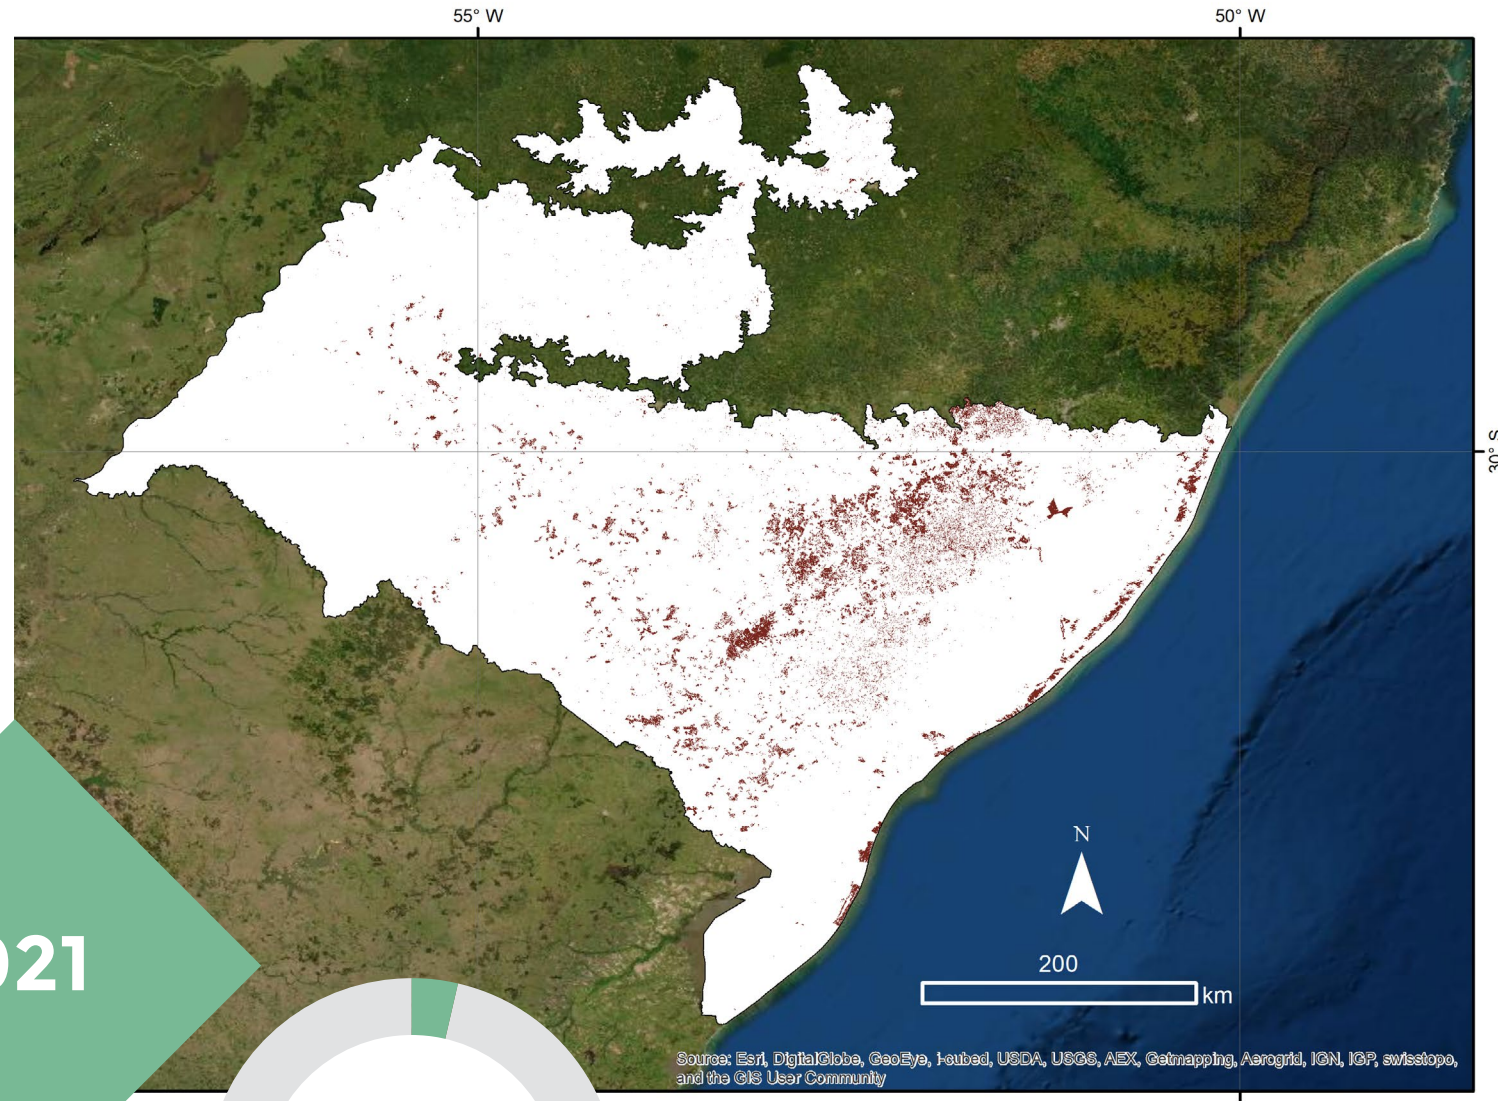 55° W
50° W
30° S
N
200
km
021
Source: Esri, DigitalGlobe, GeoEye, i-cubed, USDA, USGS, AEX, Getmapping, Aerogrid, IGN, IGP, swisstopo,
and the GIS User Community